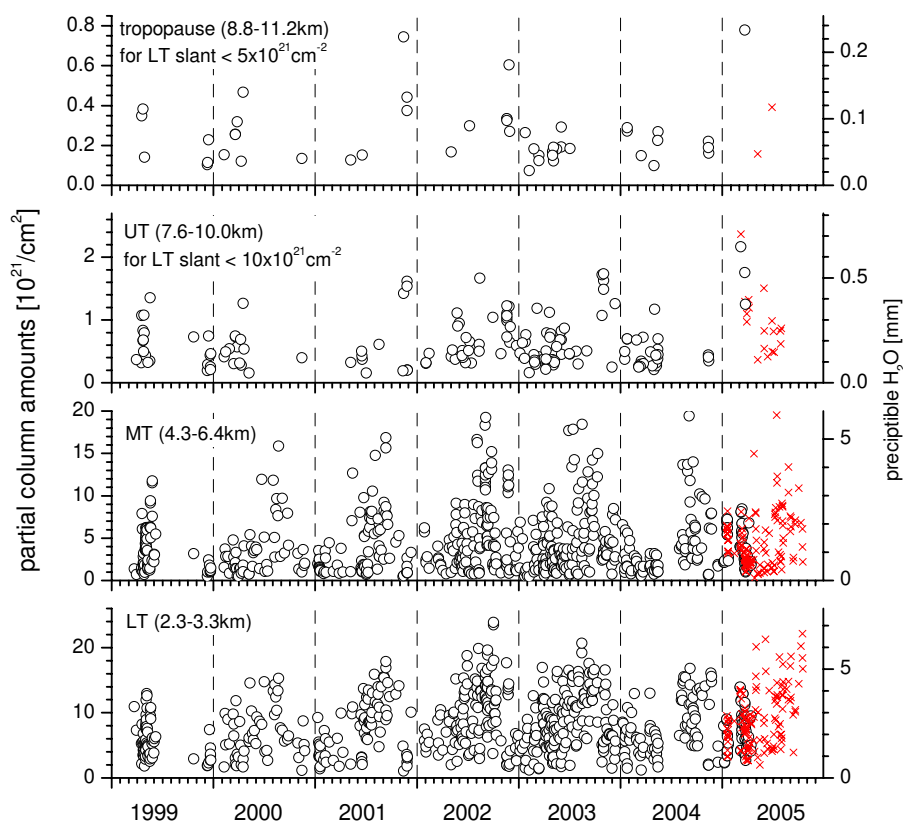 partial column amounts [10²¹/cm²]
preciptible H₂O [mm]
tropopause (8.8-11.2km)
for LT slant < 5x10²¹cm⁻²
0.8
0.6
0.4
0.2
0.0
0.2
0.1
0.0
UT (7.6-10.0km)
for LT slant < 10x10²¹cm⁻²
2
1
0
0.5
0.0
MT (4.3-6.4km)
20
15
10
5
0
5
0
LT (2.3-3.3km)
20
10
0
5
0
1999 2000 2001 2002 2003 2004 2005